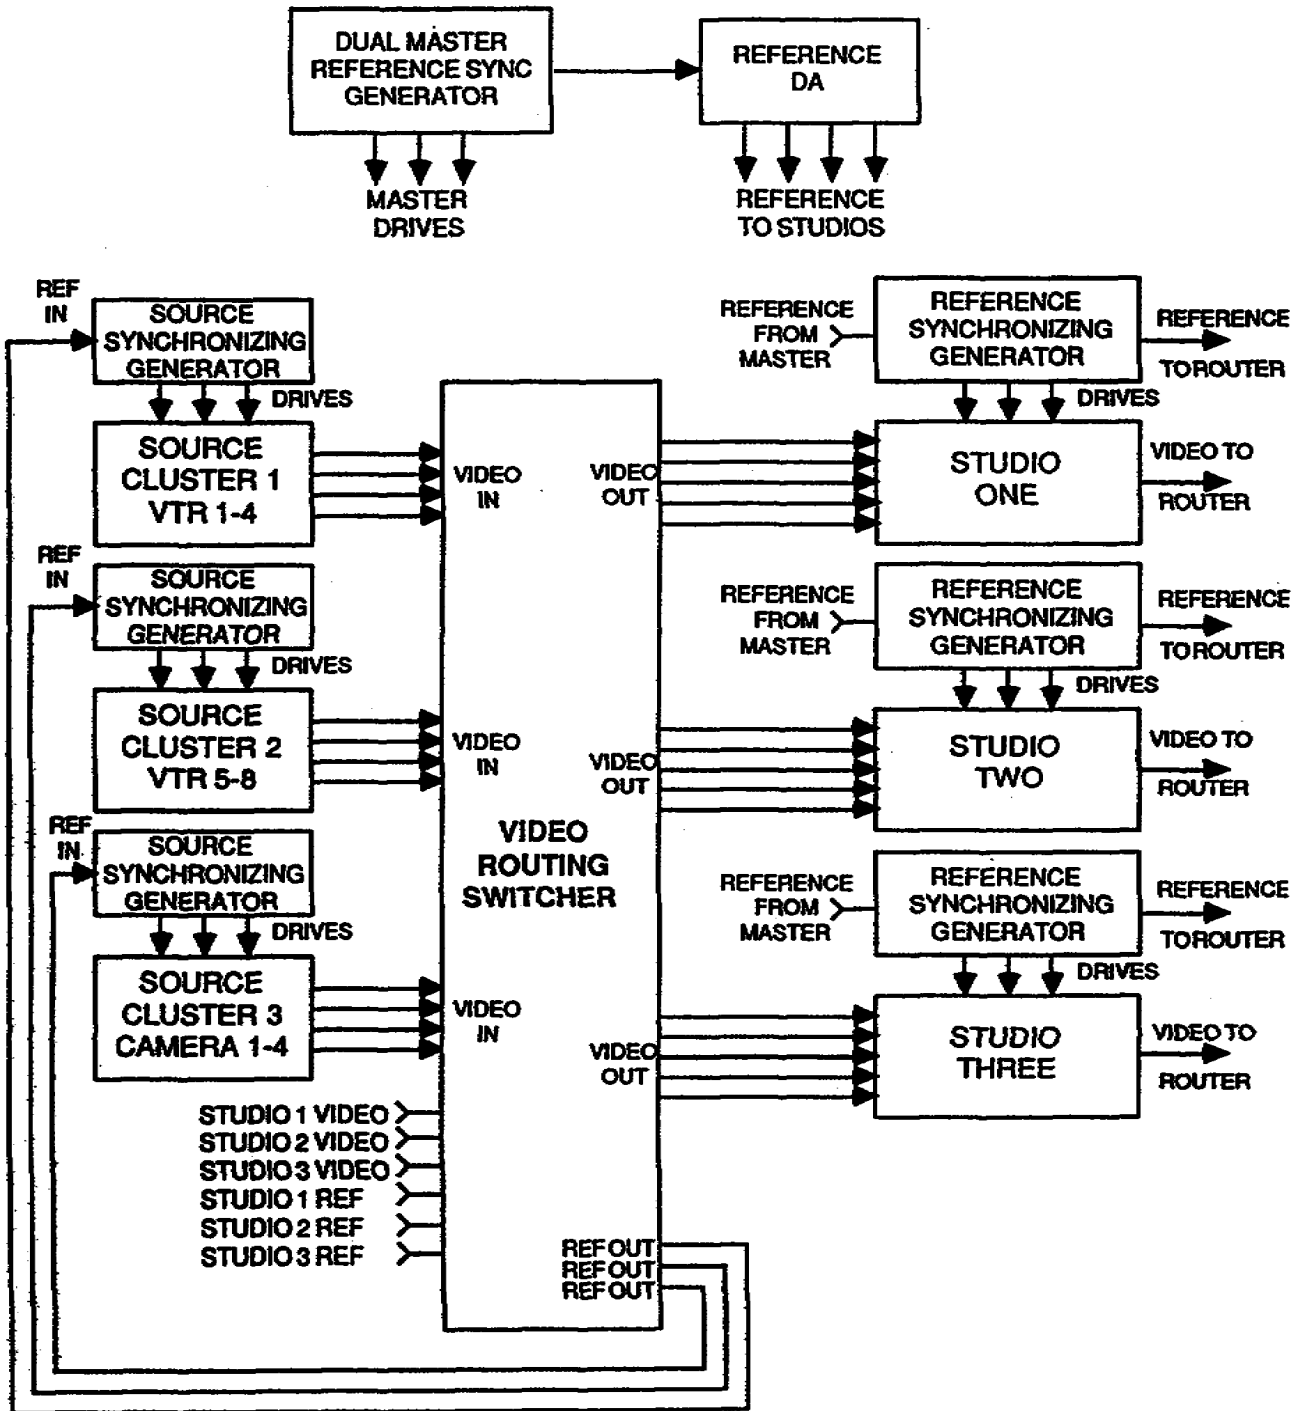 DUAL MASTER
REFERENCE SYNC
GENERATOR
REFERENCE
DA
MASTER
DRIVES
REFERENCE
TO STUDIOS
REF
IN
SOURCE
SYNCHRONIZING
GENERATOR
DRIVES
SOURCE
CLUSTER 1
VTR 1-4
REF
IN
SOURCE
SYNCHRONIZING
GENERATOR
DRIVES
SOURCE
CLUSTER 2
VTR 5-8
REF
IN
SOURCE
SYNCHRONIZING
GENERATOR
DRIVES
SOURCE
CLUSTER 3
CAMERA 1-4
STUDIO 1 VIDEO
STUDIO 2 VIDEO
STUDIO 3 VIDEO
STUDIO 1 REF
STUDIO 2 REF
STUDIO 3 REF
VIDEO
IN
VIDEO
IN
VIDEO
ROUTING
SWITCHER
VIDEO
IN
VIDEO
OUT
VIDEO
OUT
VIDEO
OUT
REF OUT
REF OUT
REF OUT
REFERENCE
FROM
MASTER
REFERENCE
SYNCHRONIZING
GENERATOR
REFERENCE
TO ROUTER
DRIVES
STUDIO
ONE
VIDEO TO
ROUTER
REFERENCE
FROM
MASTER
REFERENCE
SYNCHRONIZING
GENERATOR
REFERENCE
TO ROUTER
DRIVES
STUDIO
TWO
VIDEO TO
ROUTER
REFERENCE
FROM
MASTER
REFERENCE
SYNCHRONIZING
GENERATOR
REFERENCE
TO ROUTER
DRIVES
STUDIO
THREE
VIDEO TO
ROUTER